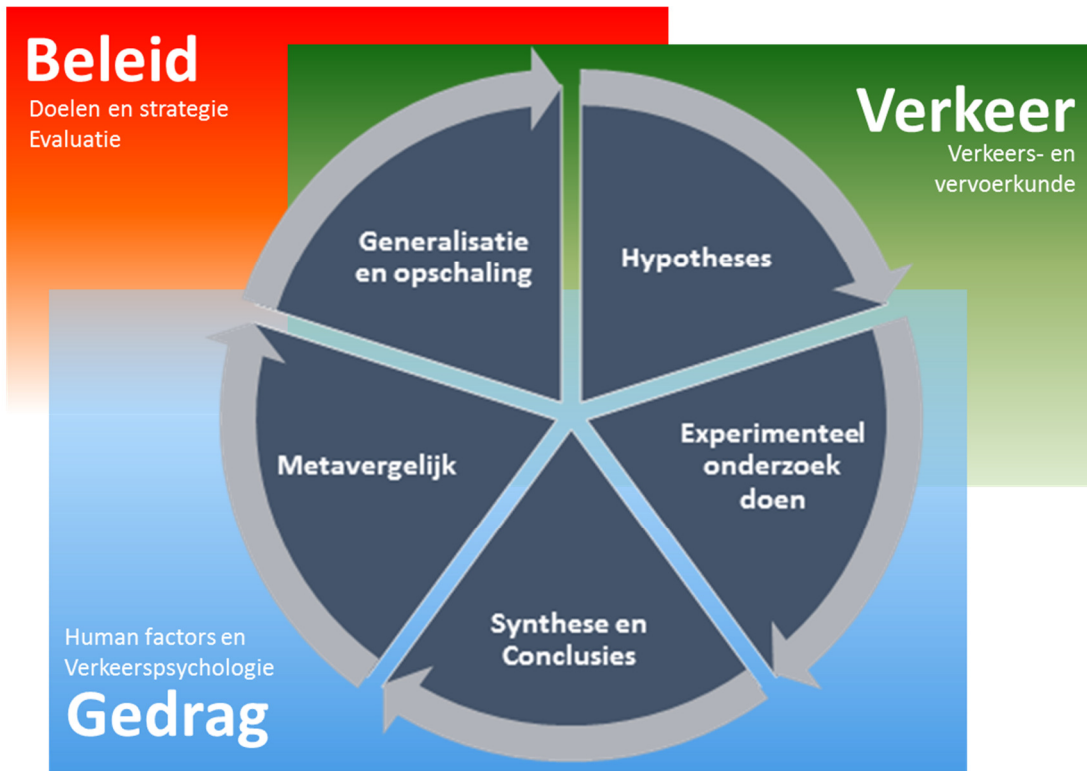 Beleid
Doelen en strategie
Evaluatie
Verkeer
Verkeers- en
vervoerkunde
Generalisatie
en opschaling
Hypotheses
Experimenteel
onderzoek
doen
Metavergelijk
Synthese en
Conclusies
Human factors en
Verkeerspsychologie
Gedrag